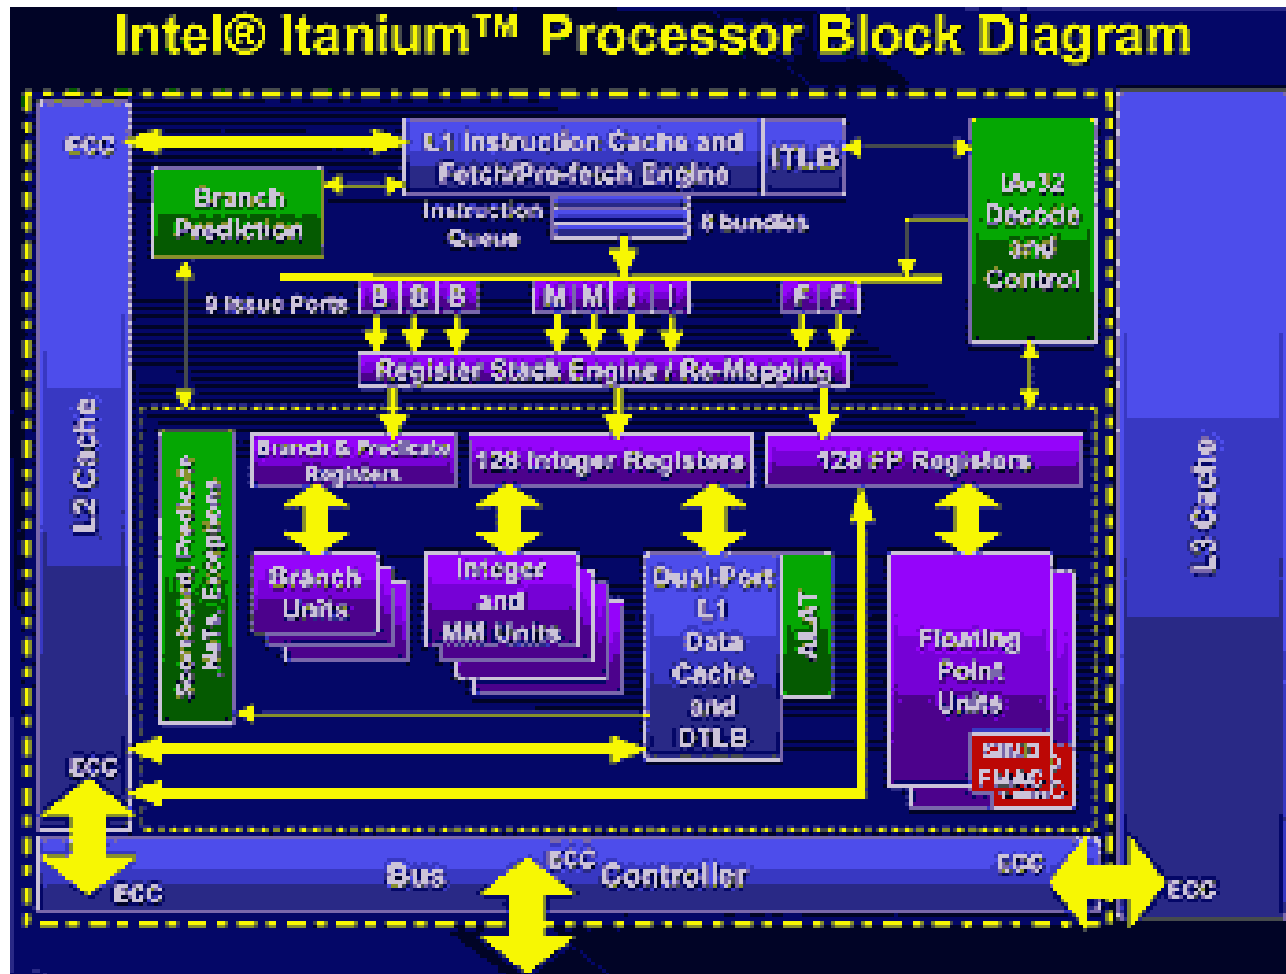 Intel® Itanium™ Processor Block Diagram
ECC
L1 Instruction Cache and
Fetch/Pre-fetch Engine
ITLB
IA-32
Decode
and
Control
Branch
Prediction
Instruction
Queue
8 bundles
9 Issue Ports
B B B M M I I F F
Register Stack Engine / Re-Mapping
L2 Cache
L3 Cache
Scoreboard, Predicate
,NaTs, Exceptions
Branch & Predicate
Registers
128 Integer Registers
128 FP Registers
Branch
Units
Integer
and
MM Units
Dual-Port
L1
Data
Cache
and
DTLB
ALAT
Floating
Point
Units
SIMD
FMAC
ECC
ECC
Bus
ECC
Controller
ECC
ECC